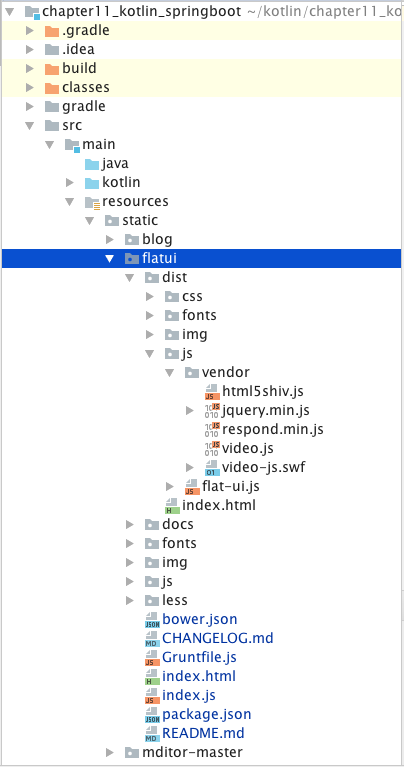 chapter11_kotlin_springboot ~/kotlin/chapter11_ko
.gradle
.idea
build
classes
gradle
src
main
java
kotlin
resources
static
blog
flatui
dist
css
fonts
img
js
vendor
html5shiv.js
jquery.min.js
respond.min.js
video.js
video-js.swf
flat-ui.js
index.html
docs
fonts
img
js
less
bower.json
CHANGELOG.md
Gruntfile.js
index.html
index.js
package.json
README.md
mditor-master